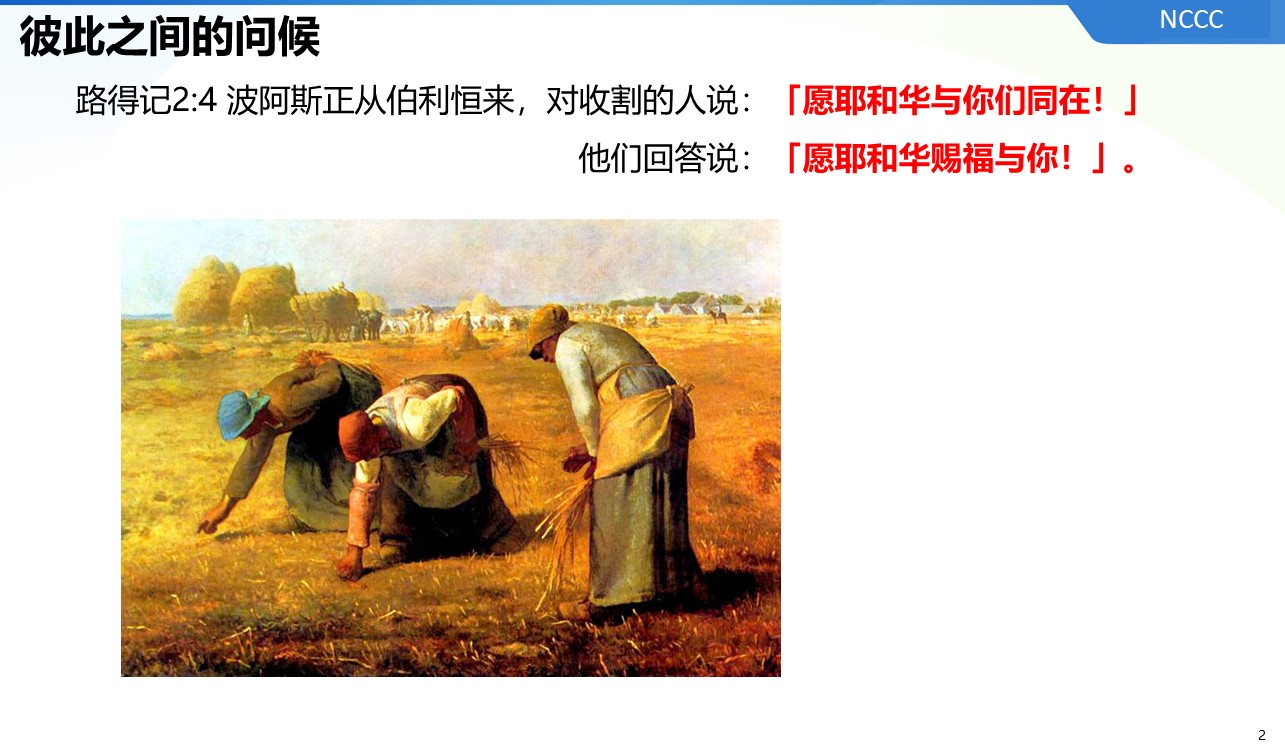 NCCC
彼此之间的问候
路得记2:4 波阿斯正从伯利恒来，对收割的人说：「愿耶和华与你们同在！」
他们回答说：「愿耶和华赐福与你！」。
2